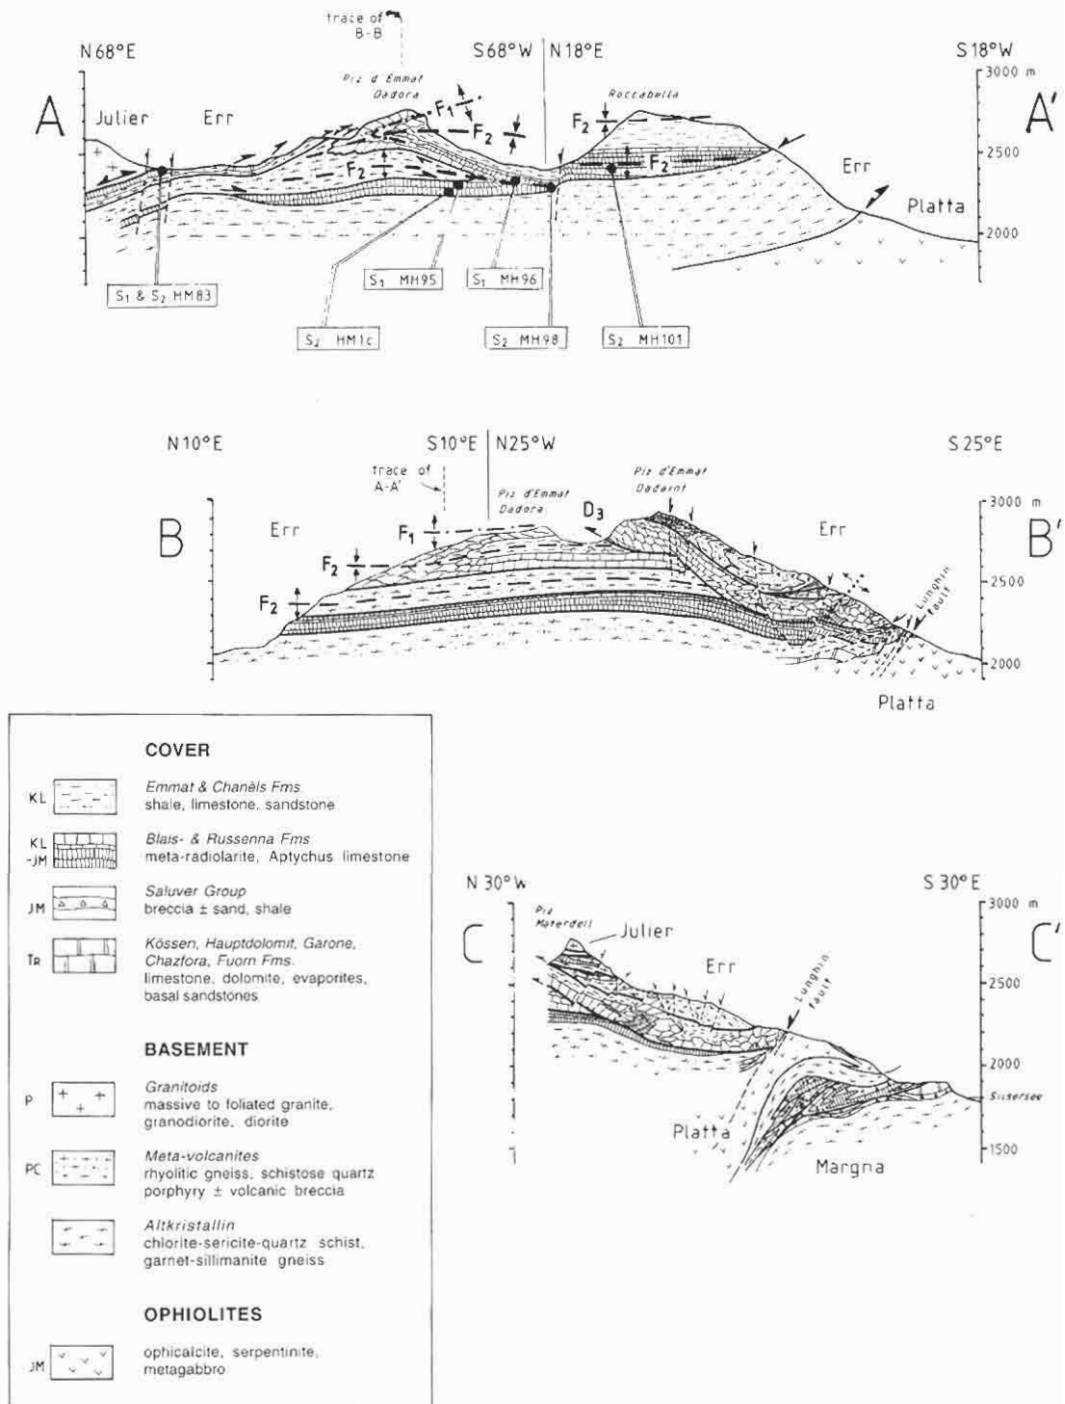 trace of
B-B
N 68° E
S 68° W
N 18° E
S 18° W
Piz d'Emmat
Dadora
Roccabella
3000 m
A
A'
Julier
Err
F₁
F₂
F₂
F₂
F₂
2500
Err
Platta
2000
S₁ & S₂ HM83
S₁ MH95
S₁ MH96
S₂ HM1c
S₂ MH98
S₂ MH101
N 10° E
S 10° E
N 25° W
S 25° E
trace of
A-A'
Piz d'Emmat
Dadora
Piz d'Emmat
Dadaint
D₃
3000
B
B'
Err
F₁
Err
F₂
2500
F₂
Lunghin
fault
2000
Platta
COVER
KL
Emmat & Chanèls Fms
shale, limestone, sandstone
KL
-JM
Blais- & Russenna Fms
meta-radiolarite, Aptychus limestone
JM
Saluver Group
breccia ± sand, shale
TR
Kössen, Hauptdolomit, Garone,
Chazfora, Fuorn Fms.
limestone, dolomite, evaporites,
basal sandstones
BASEMENT
P
Granitoids
massive to foliated granite,
granodiorite, diorite
PC
Meta-volcanites
rhyolitic gneiss, schistose quartz
porphyry ± volcanic breccia
Altkristallin
chlorite-sericite-quartz schist,
garnet-sillimanite gneiss
OPHIOLITES
JM
ophicalcite, serpentinite,
metagabbro
N 30° W
S 30° E
Piz
Materdell
3000 m
C
C'
Julier
Err
Lunghin
fault
2500
2000
Silsersee
Platta
1500
Margna